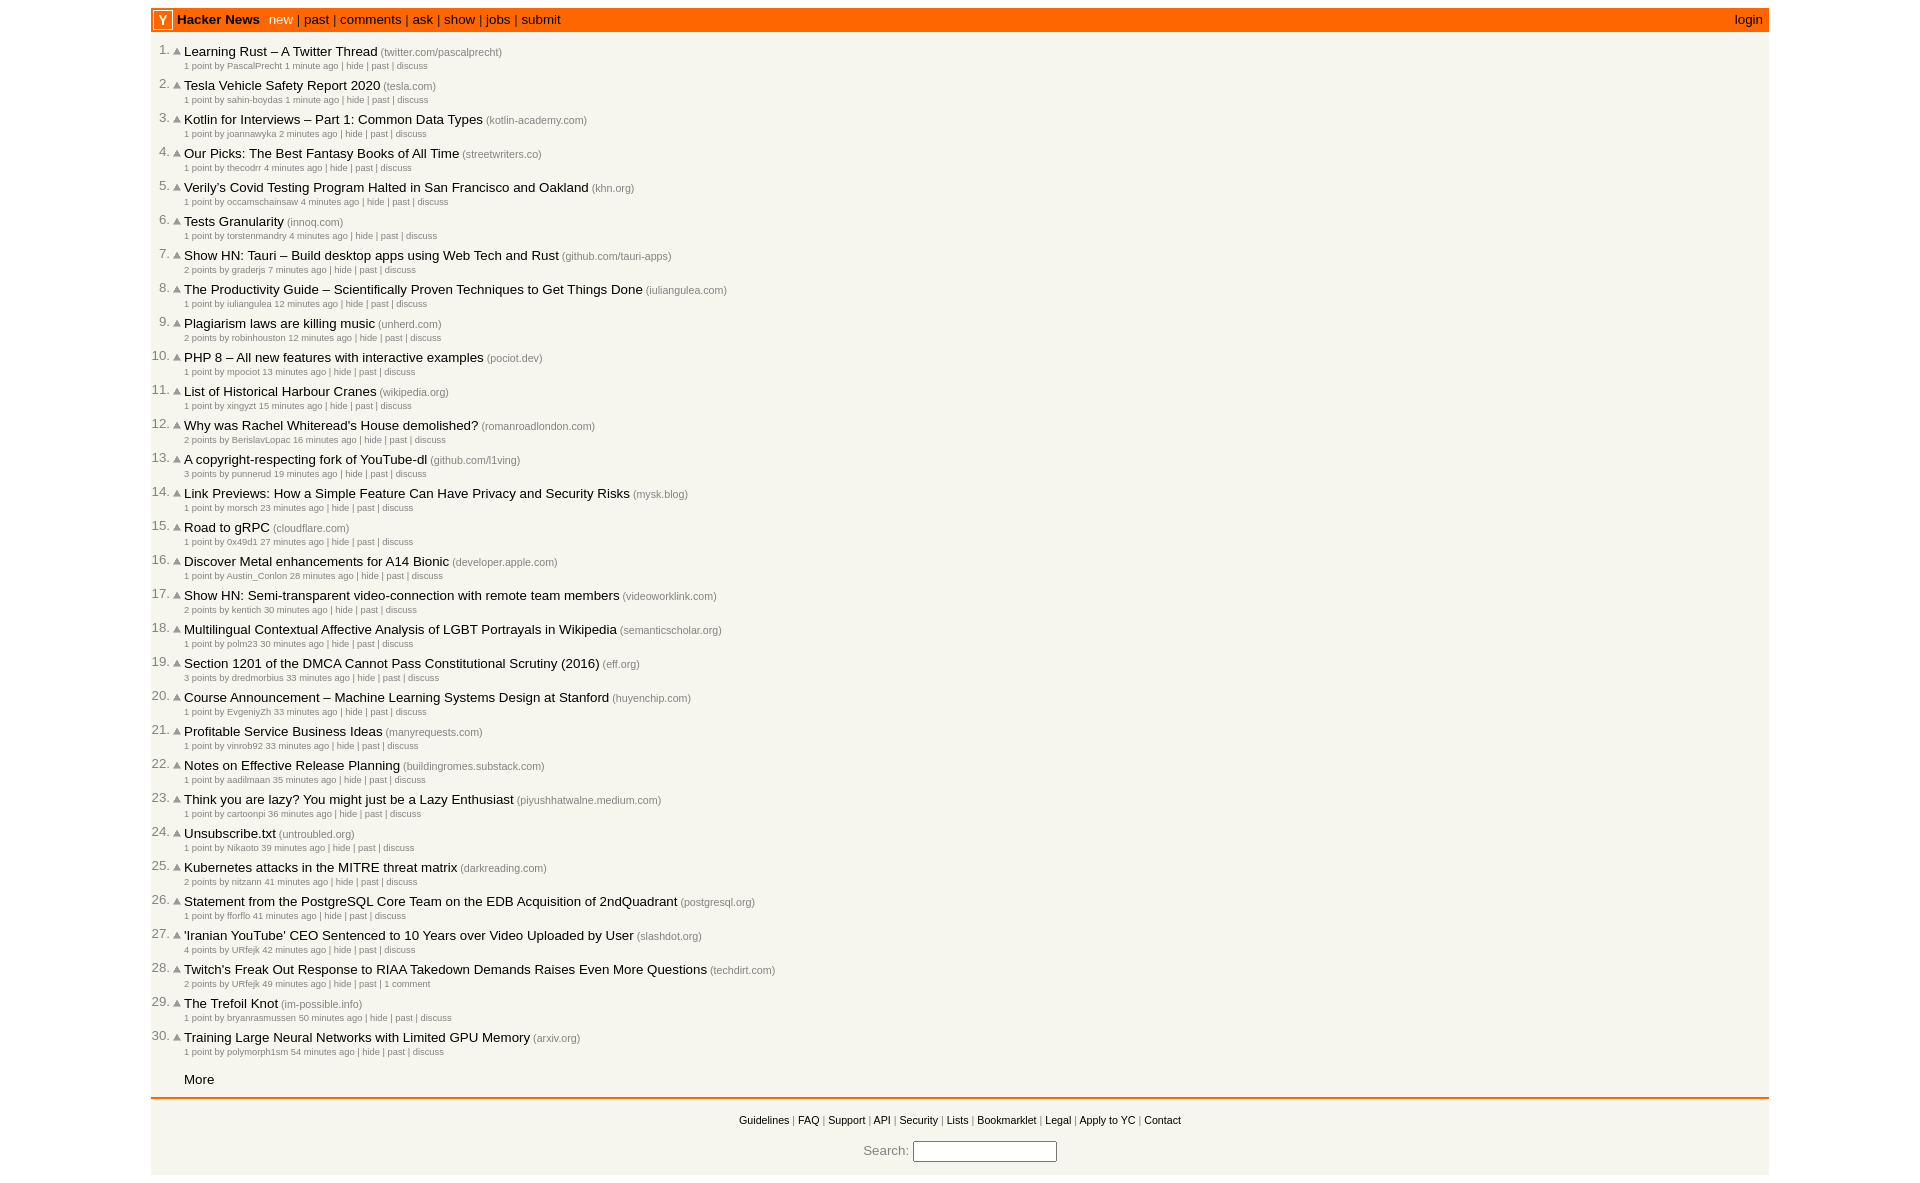 Y Hacker News new | past | comments | ask | show | jobs | submit login
1. Learning Rust – A Twitter Thread (twitter.com/pascalprecht)
1 point by PascalPrecht 1 minute ago | hide | past | discuss
2. Tesla Vehicle Safety Report 2020 (tesla.com)
1 point by sahin-boydas 1 minute ago | hide | past | discuss
3. Kotlin for Interviews – Part 1: Common Data Types (kotlin-academy.com)
1 point by joannawyka 2 minutes ago | hide | past | discuss
4. Our Picks: The Best Fantasy Books of All Time (streetwriters.co)
1 point by thecodrr 4 minutes ago | hide | past | discuss
5. Verily’s Covid Testing Program Halted in San Francisco and Oakland (khn.org)
1 point by occamschainsaw 4 minutes ago | hide | past | discuss
6. Tests Granularity (innoq.com)
1 point by torstenmandry 4 minutes ago | hide | past | discuss
7. Show HN: Tauri – Build desktop apps using Web Tech and Rust (github.com/tauri-apps)
2 points by graderjs 7 minutes ago | hide | past | discuss
8. The Productivity Guide – Scientifically Proven Techniques to Get Things Done (iuliangulea.com)
1 point by iuliangulea 12 minutes ago | hide | past | discuss
9. Plagiarism laws are killing music (unherd.com)
2 points by robinhouston 12 minutes ago | hide | past | discuss
10. PHP 8 – All new features with interactive examples (pociot.dev)
1 point by mpociot 13 minutes ago | hide | past | discuss
11. List of Historical Harbour Cranes (wikipedia.org)
1 point by xingyzt 15 minutes ago | hide | past | discuss
12. Why was Rachel Whiteread's House demolished? (romanroadlondon.com)
2 points by BerislavLopac 16 minutes ago | hide | past | discuss
13. A copyright-respecting fork of YouTube-dl (github.com/l1ving)
3 points by punnerud 19 minutes ago | hide | past | discuss
14. Link Previews: How a Simple Feature Can Have Privacy and Security Risks (mysk.blog)
1 point by morsch 23 minutes ago | hide | past | discuss
15. Road to gRPC (cloudflare.com)
1 point by 0x49d1 27 minutes ago | hide | past | discuss
16. Discover Metal enhancements for A14 Bionic (developer.apple.com)
1 point by Austin_Conlon 28 minutes ago | hide | past | discuss
17. Show HN: Semi-transparent video-connection with remote team members (videoworklink.com)
2 points by kentich 30 minutes ago | hide | past | discuss
18. Multilingual Contextual Affective Analysis of LGBT Portrayals in Wikipedia (semanticscholar.org)
1 point by polm23 30 minutes ago | hide | past | discuss
19. Section 1201 of the DMCA Cannot Pass Constitutional Scrutiny (2016) (eff.org)
3 points by dredmorbius 33 minutes ago | hide | past | discuss
20. Course Announcement – Machine Learning Systems Design at Stanford (huyenchip.com)
1 point by EvgeniyZh 33 minutes ago | hide | past | discuss
21. Profitable Service Business Ideas (manyrequests.com)
1 point by vinrob92 33 minutes ago | hide | past | discuss
22. Notes on Effective Release Planning (buildingromes.substack.com)
1 point by aadilmaan 35 minutes ago | hide | past | discuss
23. Think you are lazy? You might just be a Lazy Enthusiast (piyushhatwalne.medium.com)
1 point by cartoonpi 36 minutes ago | hide | past | discuss
24. Unsubscribe.txt (untroubled.org)
1 point by Nikaoto 39 minutes ago | hide | past | discuss
25. Kubernetes attacks in the MITRE threat matrix (darkreading.com)
2 points by nitzann 41 minutes ago | hide | past | discuss
26. Statement from the PostgreSQL Core Team on the EDB Acquisition of 2ndQuadrant (postgresql.org)
1 point by fforflo 41 minutes ago | hide | past | discuss
27. 'Iranian YouTube' CEO Sentenced to 10 Years over Video Uploaded by User (slashdot.org)
4 points by URfejk 42 minutes ago | hide | past | discuss
28. Twitch's Freak Out Response to RIAA Takedown Demands Raises Even More Questions (techdirt.com)
2 points by URfejk 49 minutes ago | hide | past | 1 comment
29. The Trefoil Knot (im-possible.info)
1 point by bryanrasmussen 50 minutes ago | hide | past | discuss
30. Training Large Neural Networks with Limited GPU Memory (arxiv.org)
1 point by polymorph1sm 54 minutes ago | hide | past | discuss
More
Guidelines | FAQ | Support | API | Security | Lists | Bookmarklet | Legal | Apply to YC | Contact
Search: